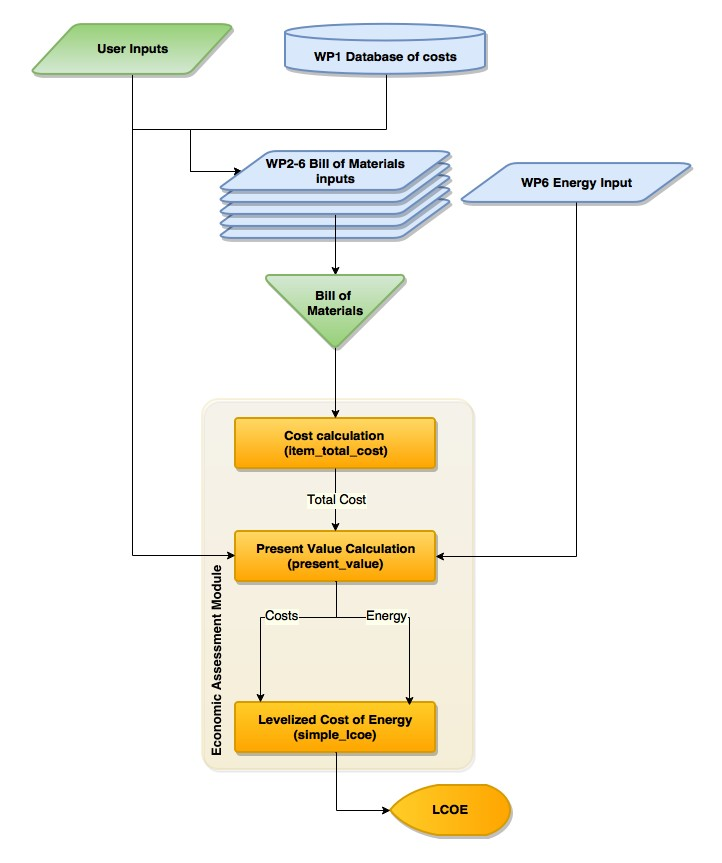 User Inputs
WP1 Database of costs
WP2-6 Bill of Materials
inputs
WP6 Energy Input
Bill of
Materials
Cost calculation
(item_total_cost)
Total Cost
Present Value Calculation
(present_value)
Costs
Energy
Economic Assessment Module
Levelized Cost of Energy
(simple_lcoe)
LCOE